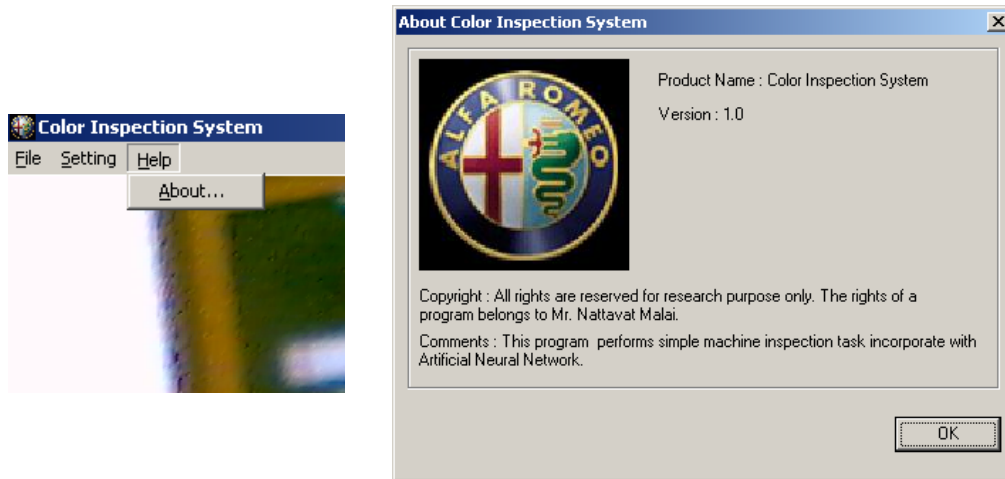 Color Inspection System
File Setting Help
About...
About Color Inspection System
ALFA ROMEO
Product Name : Color Inspection System
Version : 1.0
Copyright : All rights are reserved for research purpose only. The rights of a
program belongs to Mr. Nattavat Malai.
Comments : This program performs simple machine inspection task incorporate with
Artificial Neural Network.
OK